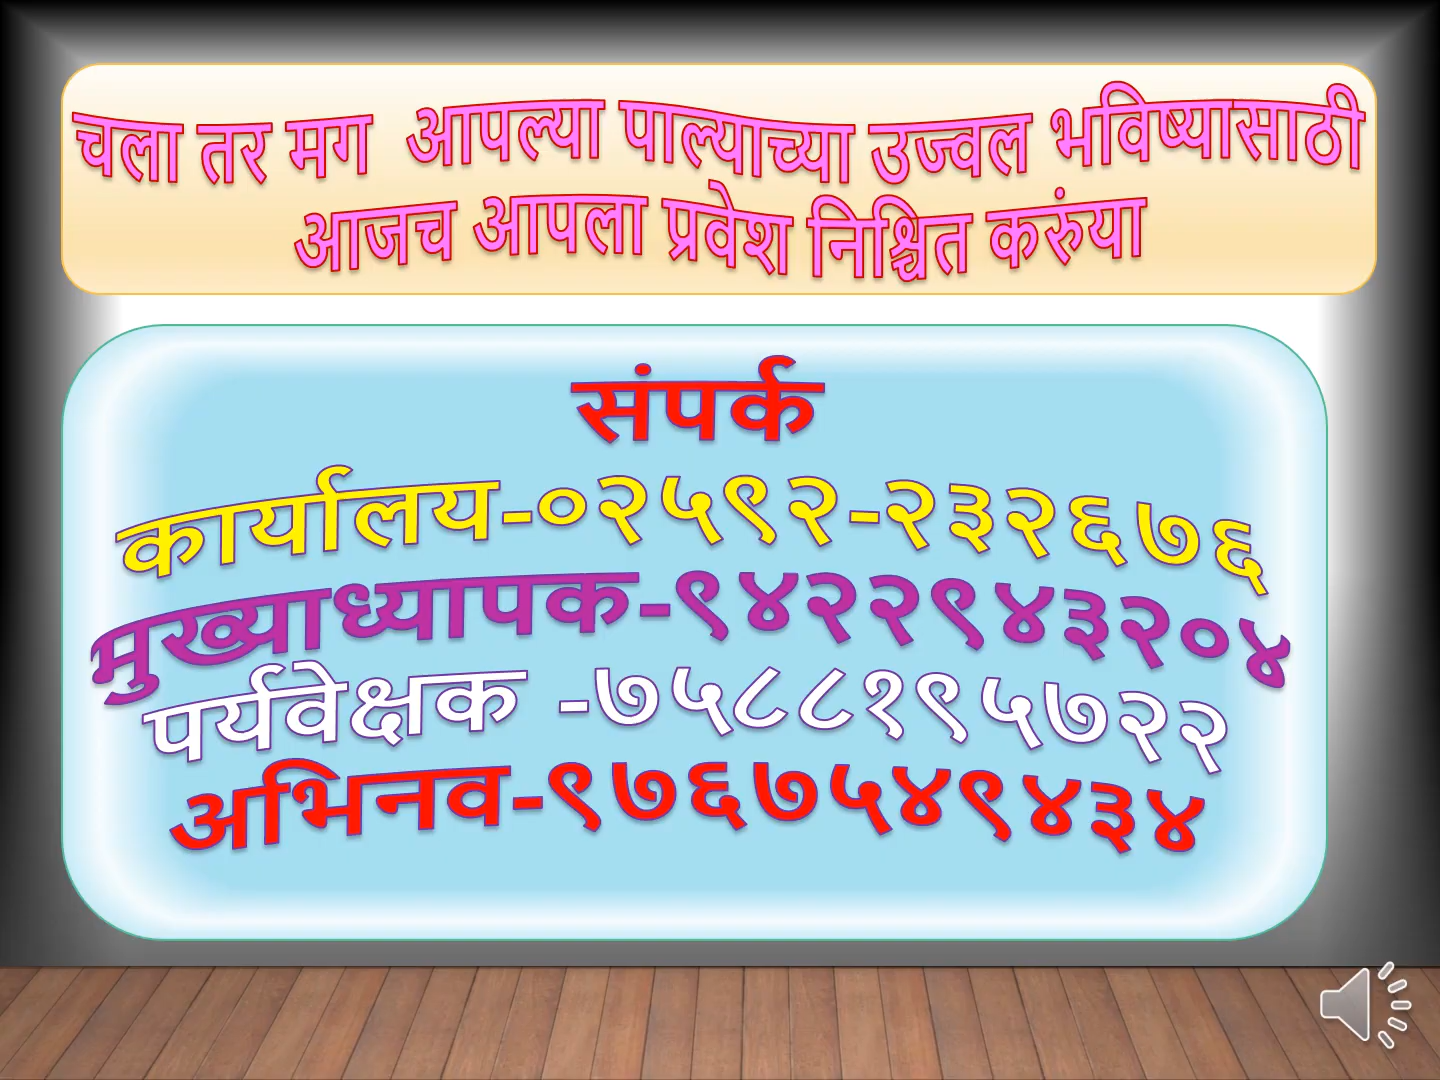 चला तर मग आपल्या पाल्याच्या उज्वल भविष्यासाठी
आजच आपला प्रवेश निश्चित करुंया
संपर्क
कार्यालय-०२५९२-२३२६७६
मुख्याध्यापक-९४२२९४३२०४
पर्यवेक्षक -७५८८१९५७२२
अभिनव-९७६७५४९४३४